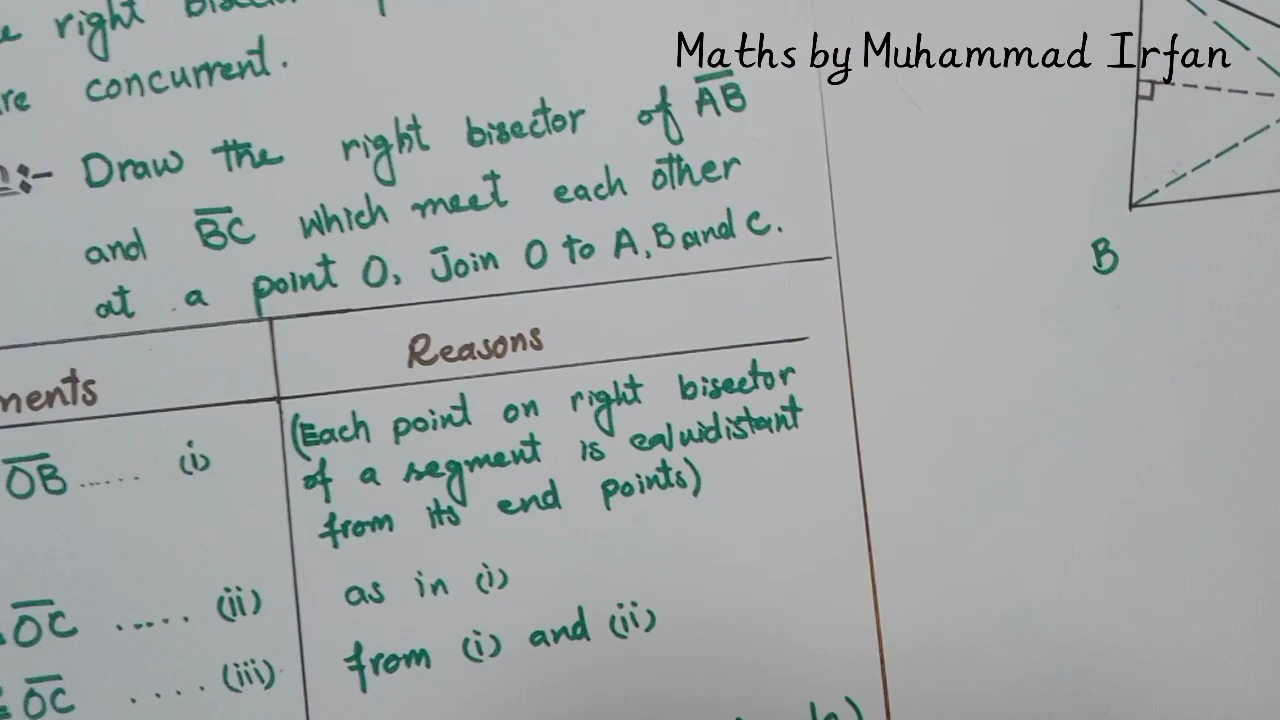 Maths by Muhammad Irfan
right
concurrent.
:- Draw the right bisector of AB
and BC which meet each other
at a point O. Join O to A, B and C.
B
ments Reasons
OB ..... (i) (Each point on right bisector
of a segment is equidistant
from its end points)
OC ..... (ii) as in (i)
OC .... (iii) from (i) and (ii)